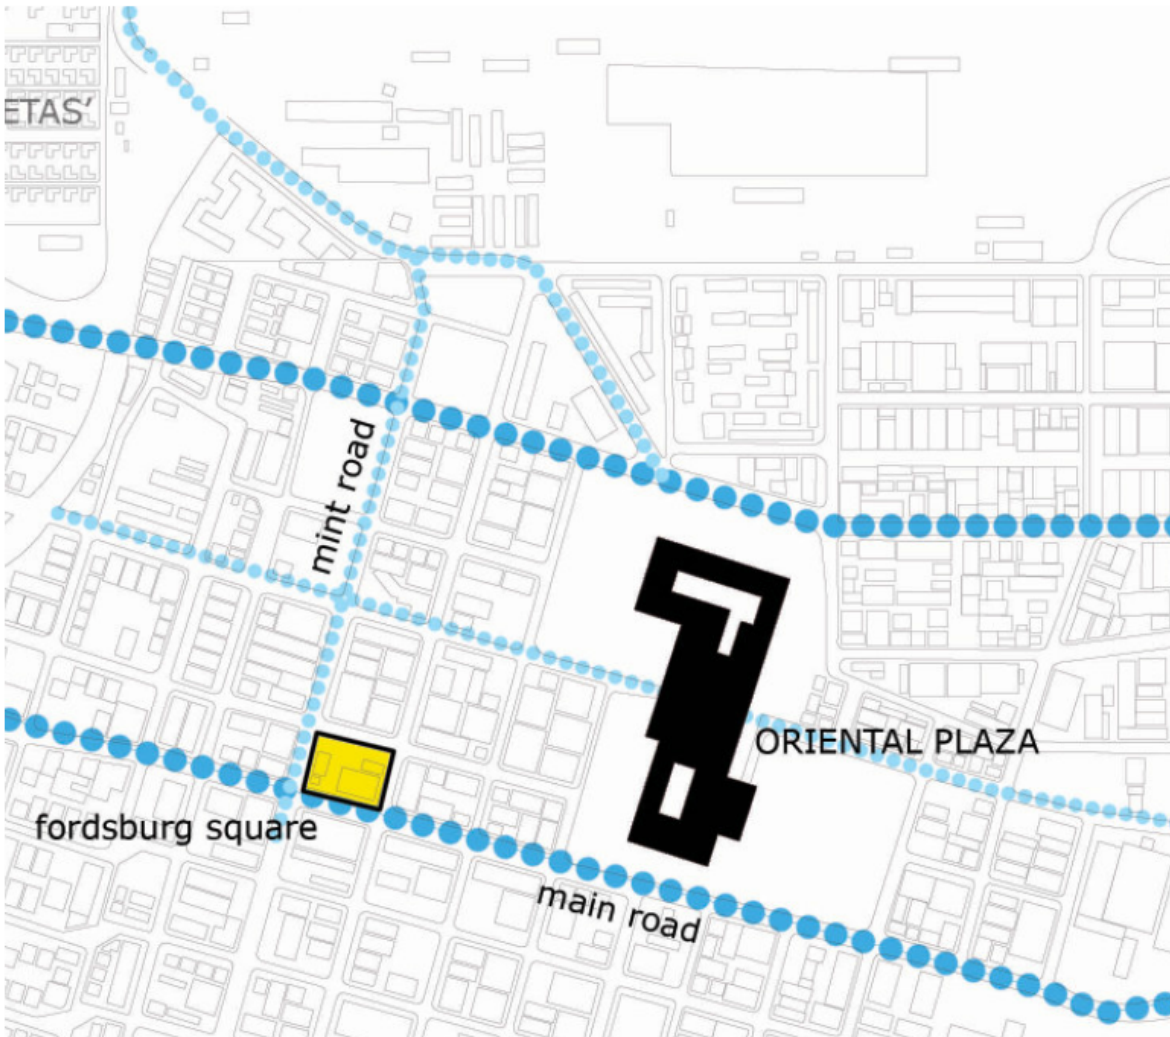 ETAS’
mint road
ORIENTAL PLAZA
fordsburg square
main road